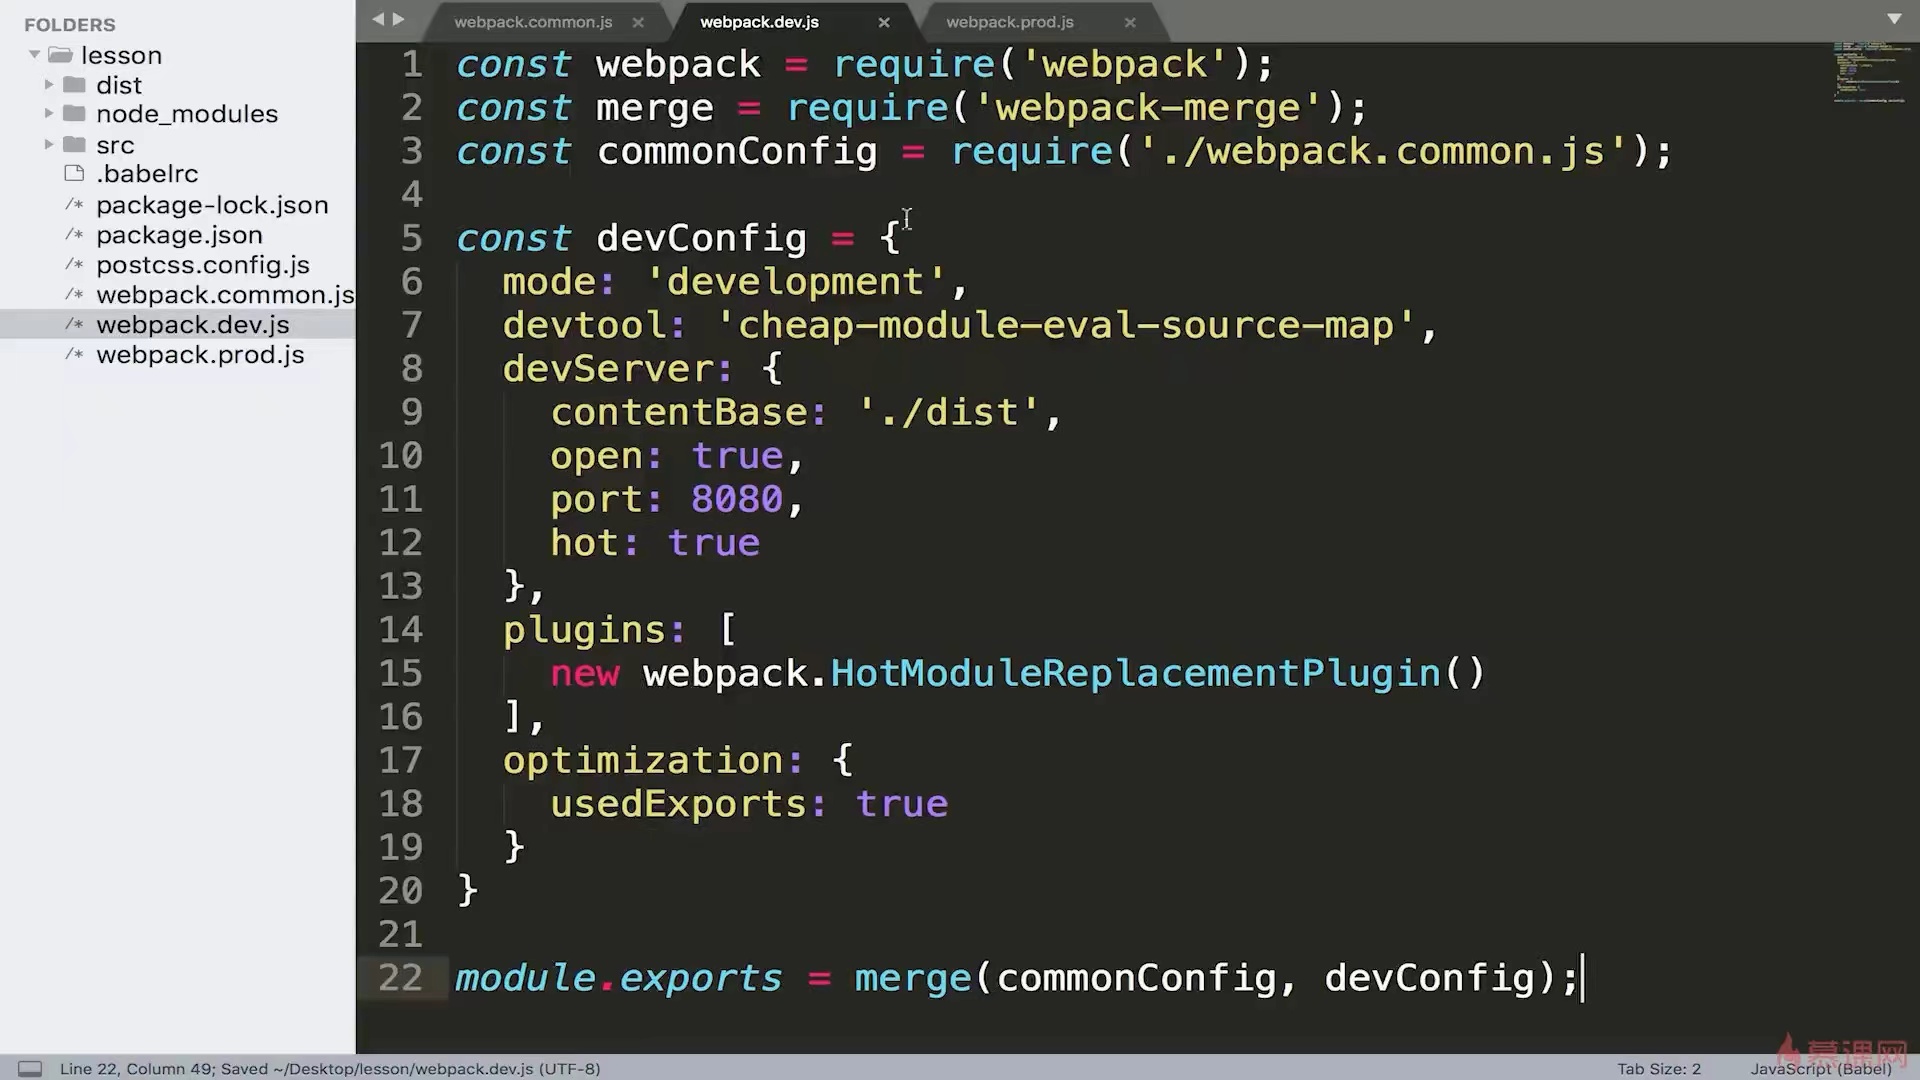 FOLDERS
lesson
dist
node_modules
src
.babelrc
/* package-lock.json
/* package.json
/* postcss.config.js
/* webpack.common.js
/* webpack.dev.js
/* webpack.prod.js
webpack.common.js × webpack.dev.js × webpack.prod.js ×
1 const webpack = require('webpack');
2 const merge = require('webpack-merge');
3 const commonConfig = require('./webpack.common.js');
4
5 const devConfig = {
6 mode: 'development',
7 devtool: 'cheap-module-eval-source-map',
8 devServer: {
9 contentBase: './dist',
10 open: true,
11 port: 8080,
12 hot: true
13 },
14 plugins: [
15 new webpack.HotModuleReplacementPlugin()
16 ],
17 optimization: {
18 usedExports: true
19 }
20 }
21
22 module.exports = merge(commonConfig, devConfig);
Line 22, Column 49; Saved ~/Desktop/lesson/webpack.dev.js (UTF-8)
Tab Size: 2
JavaScript (Babel)
慕课网